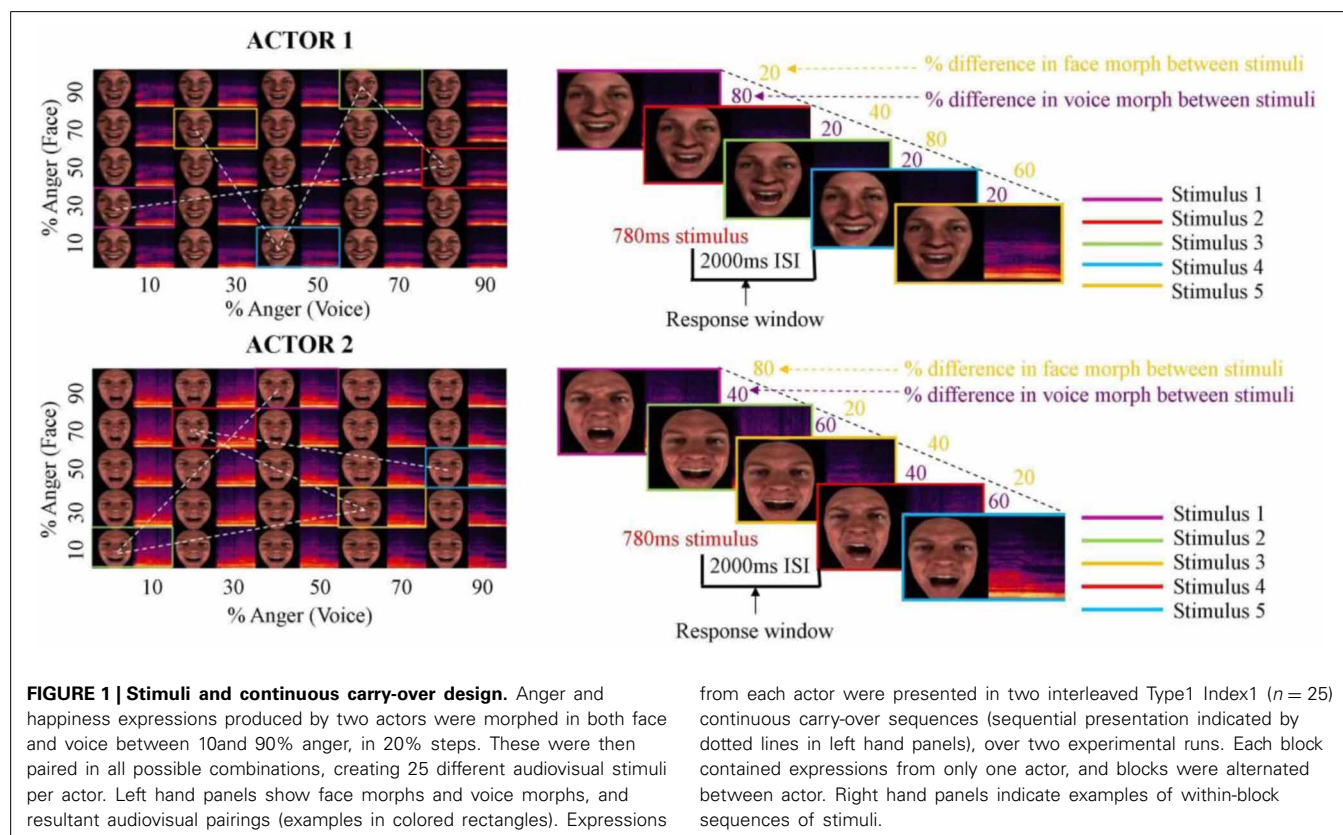 ACTOR 1
% Anger (Face)
90
70
50
30
10
10 30 50 70 90
% Anger (Voice)
20 % difference in face morph between stimuli
80 % difference in voice morph between stimuli
40
20
80
20
60
20
780ms stimulus
2000ms ISI
Response window
Stimulus 1
Stimulus 2
Stimulus 3
Stimulus 4
Stimulus 5
ACTOR 2
% Anger (Face)
90
70
50
30
10
10 30 50 70 90
% Anger (Voice)
80 % difference in face morph between stimuli
40 % difference in voice morph between stimuli
20
60
40
40
20
60
780ms stimulus
2000ms ISI
Response window
Stimulus 1
Stimulus 2
Stimulus 3
Stimulus 4
Stimulus 5
FIGURE 1 | Stimuli and continuous carry-over design. Anger and
happiness expressions produced by two actors were morphed in both face
and voice between 10and 90% anger, in 20% steps. These were then
paired in all possible combinations, creating 25 different audiovisual stimuli
per actor. Left hand panels show face morphs and voice morphs, and
resultant audiovisual pairings (examples in colored rectangles). Expressions
from each actor were presented in two interleaved Type1 Index1 (n = 25)
continuous carry-over sequences (sequential presentation indicated by
dotted lines in left hand panels), over two experimental runs. Each block
contained expressions from only one actor, and blocks were alternated
between actor. Right hand panels indicate examples of within-block
sequences of stimuli.